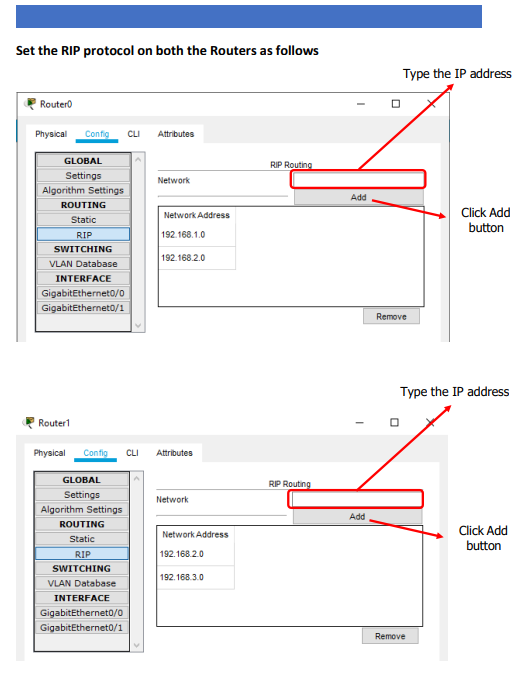 Set the RIP protocol on both the Routers as follows
Type the IP address
Router0
Physical Config CLI Attributes
GLOBAL
Settings
Algorithm Settings
ROUTING
Static
RIP
SWITCHING
VLAN Database
INTERFACE
GigabitEthernet0/0
GigabitEthernet0/1
RIP Routing
Network
Add
Network Address
192.168.1.0
192.168.2.0
Remove
Click Add
button
Type the IP address
Router1
Physical Config CLI Attributes
GLOBAL
Settings
Algorithm Settings
ROUTING
Static
RIP
SWITCHING
VLAN Database
INTERFACE
GigabitEthernet0/0
GigabitEthernet0/1
RIP Routing
Network
Add
Network Address
192.168.2.0
192.168.3.0
Remove
Click Add
button